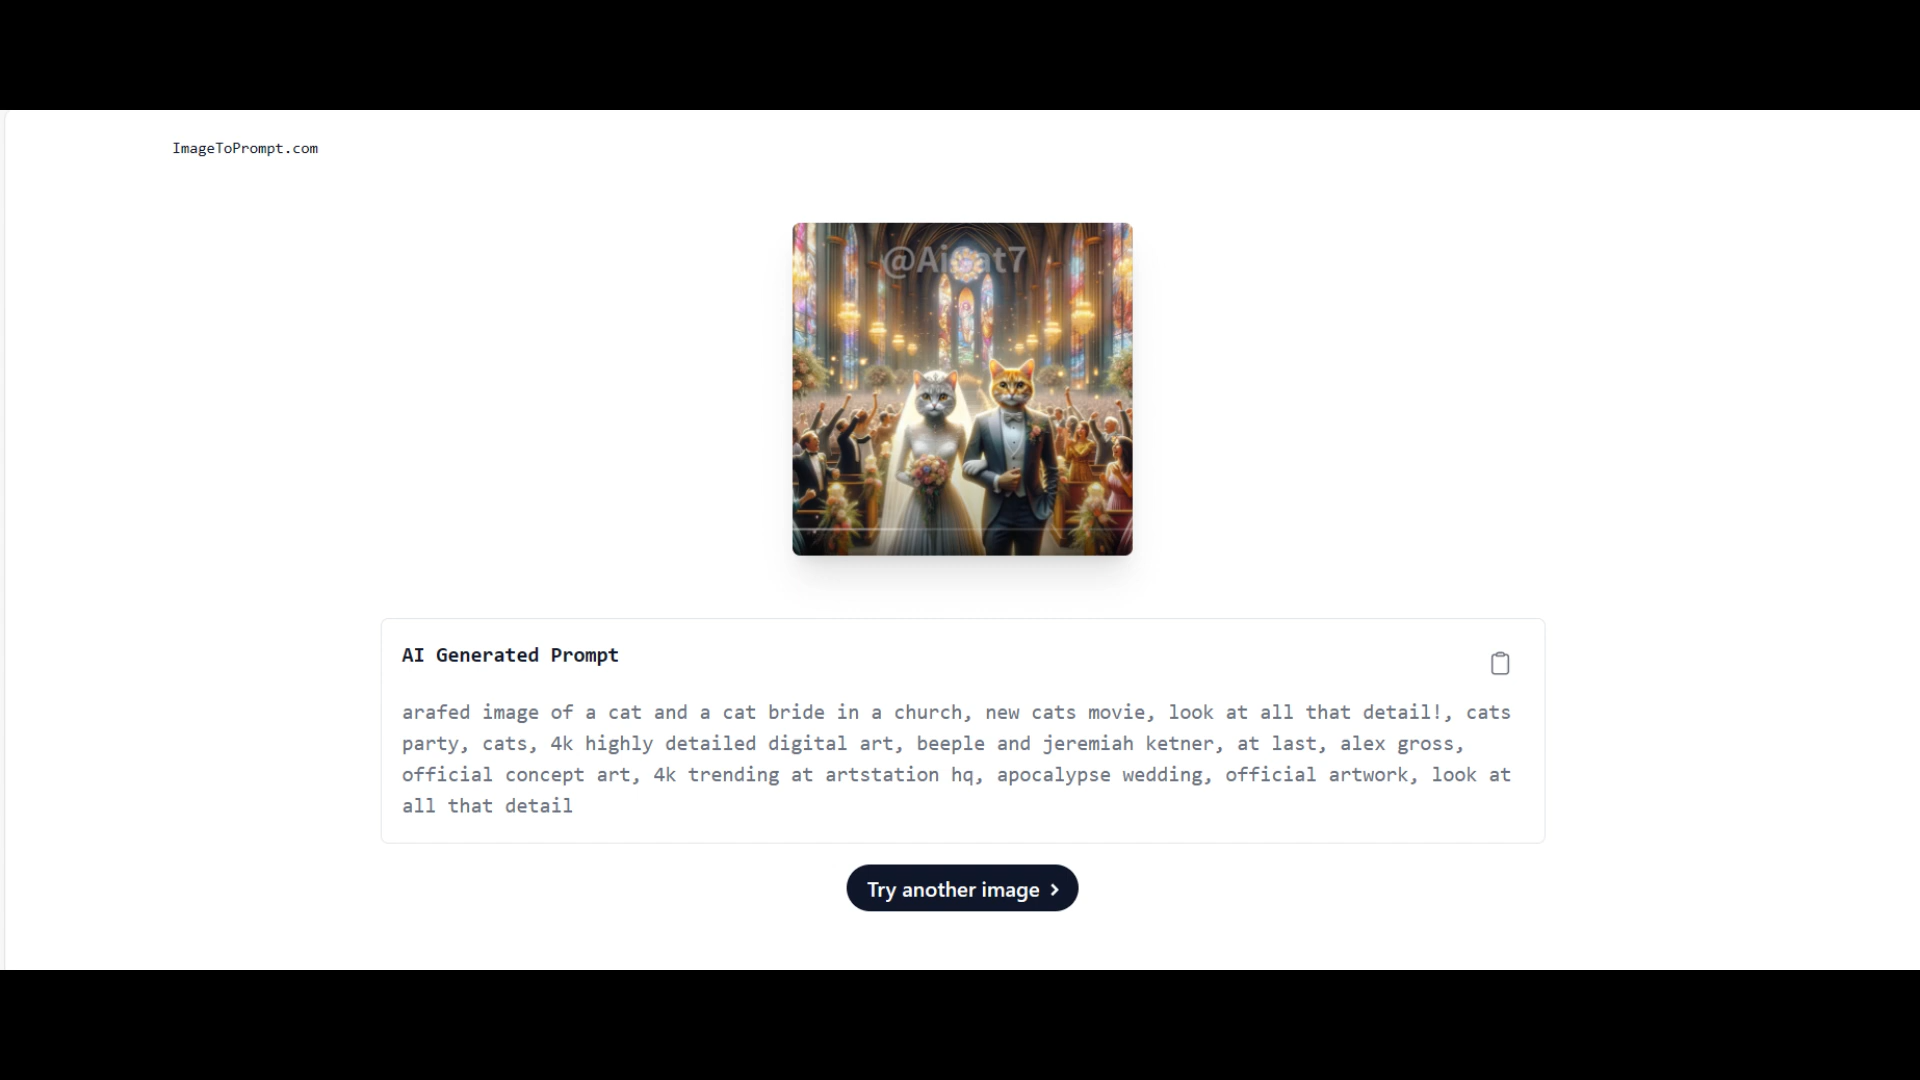 ImageToPrompt.com
@Aicat7
AI Generated Prompt
arafed image of a cat and a cat bride in a church, new cats movie, look at all that detail!, cats
party, cats, 4k highly detailed digital art, beeple and jeremiah ketner, at last, alex gross,
official concept art, 4k trending at artstation hq, apocalypse wedding, official artwork, look at
all that detail
Try another image